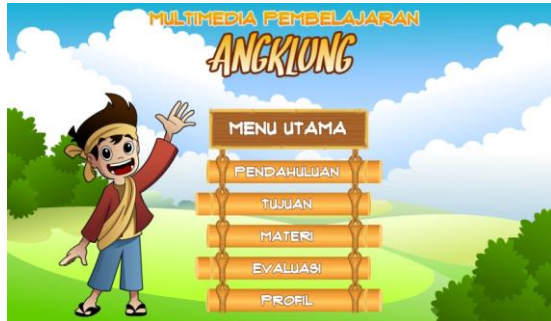 MULTIMEDIA PEMBELAJARAN
ANGKLUNG
MENU UTAMA
PENDAHULUAN
TUJUAN
MATERI
EVALUASI
PROFIL